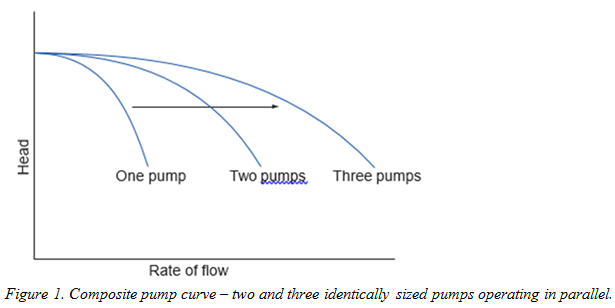 Head
One pump
Two pumps
Three pumps
Rate of flow
Figure 1. Composite pump curve – two and three identically sized pumps operating in parallel.